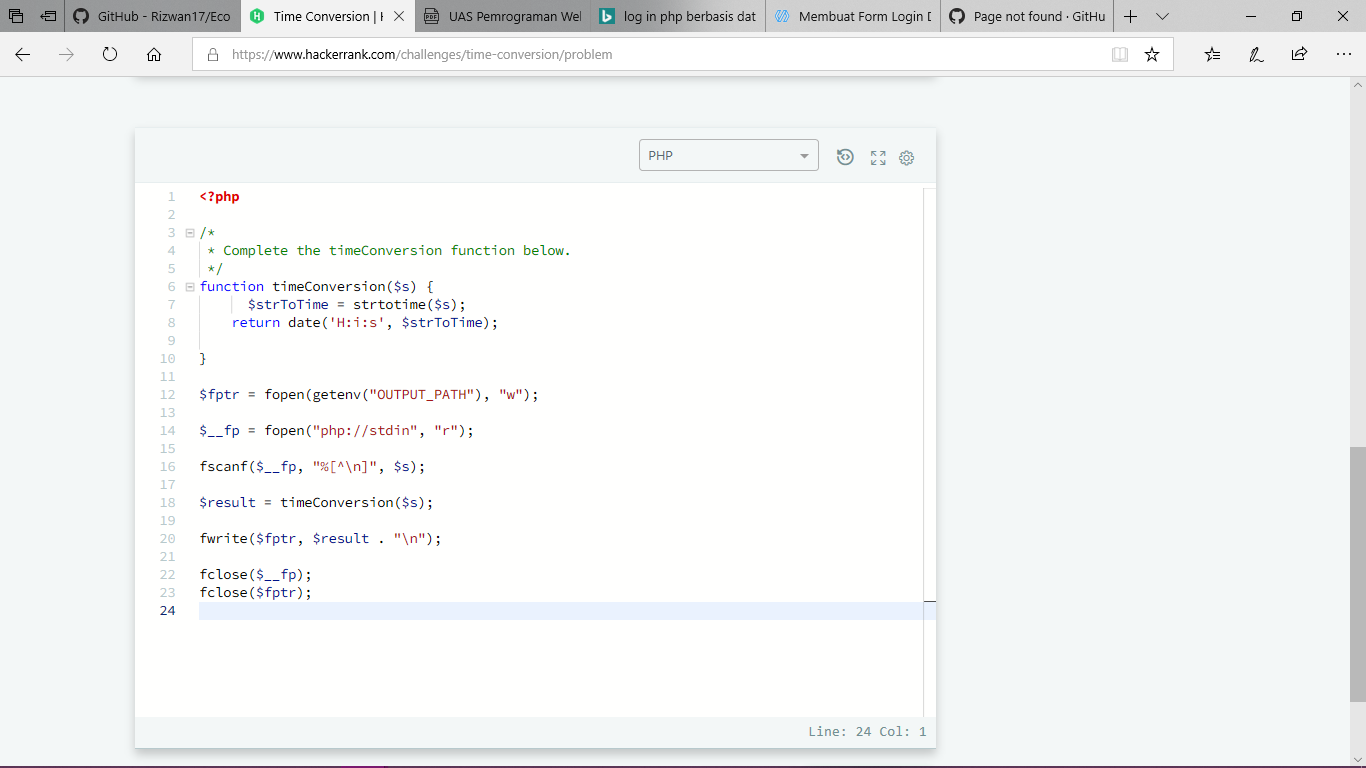 GitHub - Rizwan17/Eco
Time Conversion | H
UAS Pemrograman Wel
log in php berbasis dat
Membuat Form Login D
Page not found · GitHu
https://www.hackerrank.com/challenges/time-conversion/problem
PHP
1 <?php
2
3 /*
4 * Complete the timeConversion function below.
5 */
6 function timeConversion($s) {
7 $strToTime = strtotime($s);
8 return date('H:i:s', $strToTime);
9
10 }
11
12 $fptr = fopen(getenv("OUTPUT_PATH"), "w");
13
14 $__fp = fopen("php://stdin", "r");
15
16 fscanf($__fp, "%[^\n]", $s);
17
18 $result = timeConversion($s);
19
20 fwrite($fptr, $result . "\n");
21
22 fclose($__fp);
23 fclose($fptr);
24
Line: 24 Col: 1